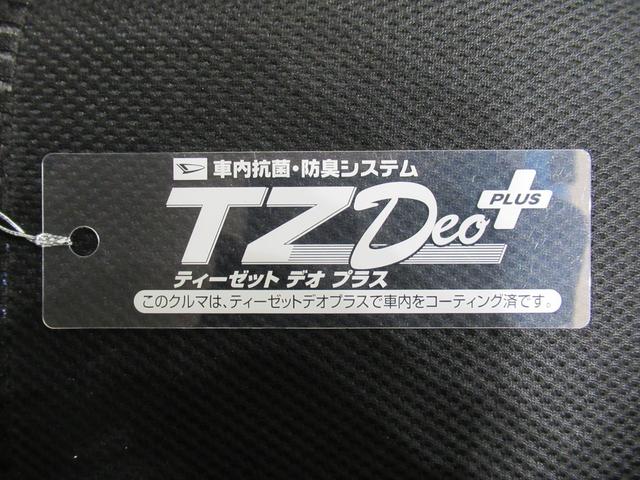 車内抗菌・防臭システム
TZ Deo PLUS
ティーゼット デオ プラス
このクルマは、ティーゼットデオプラスで車内をコーティング済です。